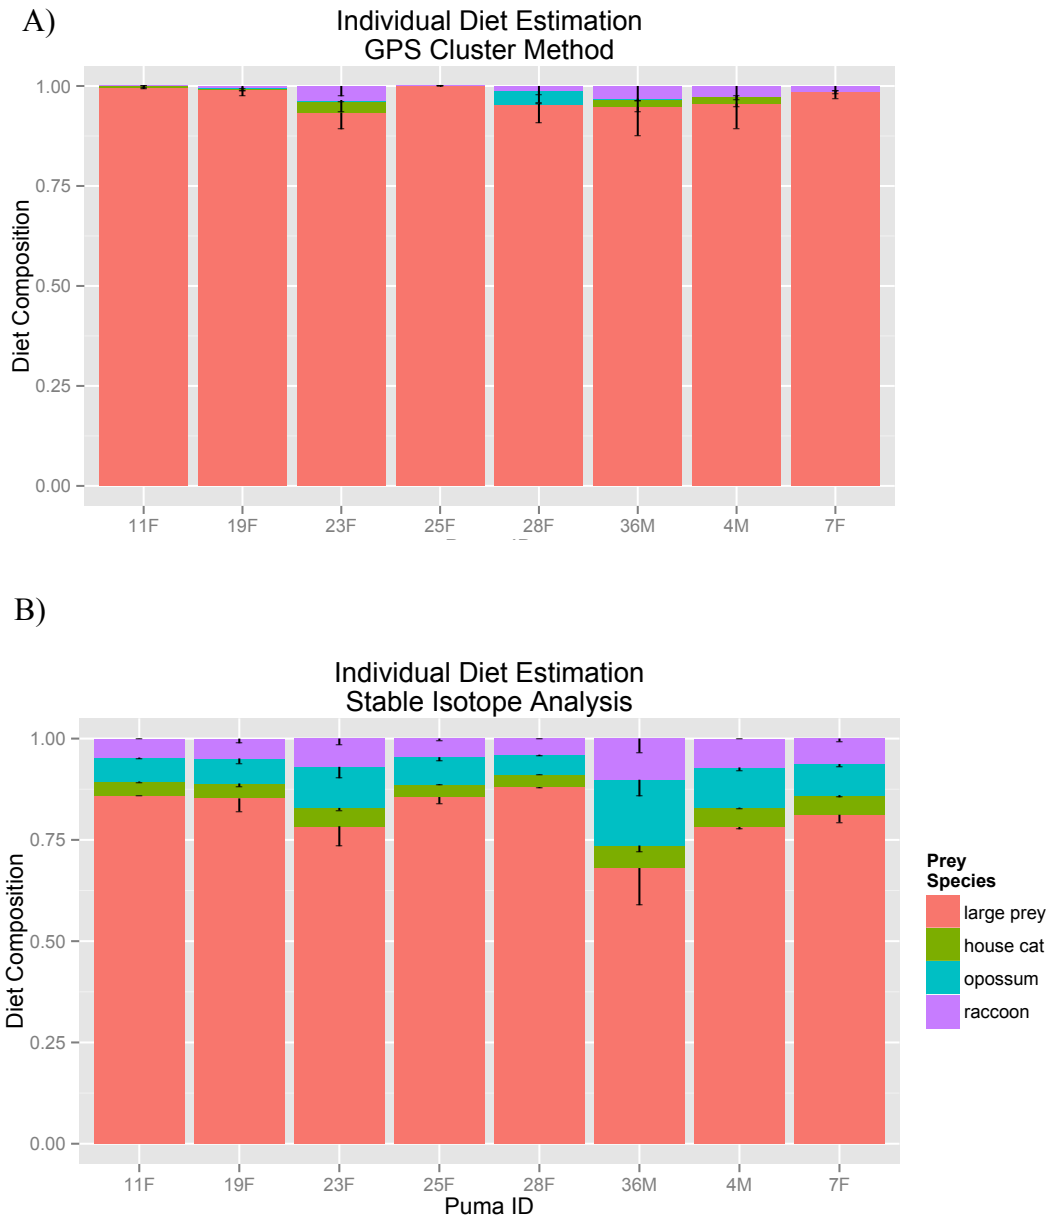 A)
Individual Diet Estimation
GPS Cluster Method
Diet Composition
1.00
0.75
0.50
0.25
0.00
11F 19F 23F 25F 28F 36M 4M 7F
B)
Individual Diet Estimation
Stable Isotope Analysis
Diet Composition
1.00
0.75
0.50
0.25
0.00
11F 19F 23F 25F 28F 36M 4M 7F
Puma ID
Prey
Species
large prey
house cat
opossum
raccoon